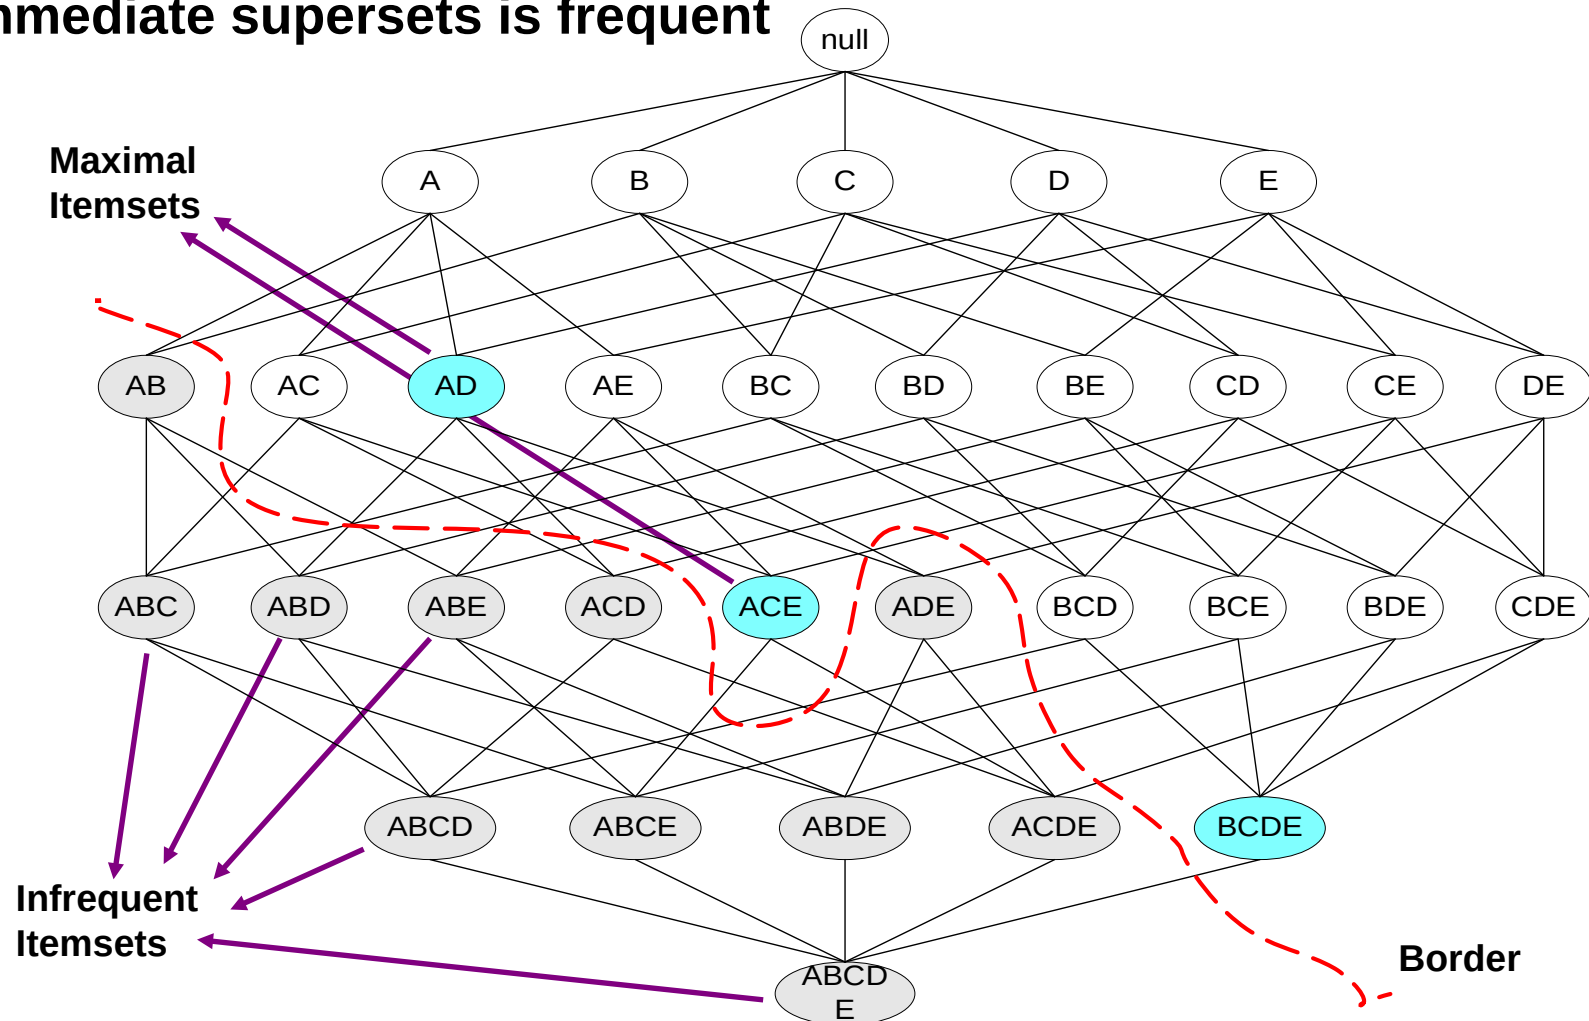 mmediate supersets is frequent
null
Maximal
Itemsets
A B C D E
AB AC AD AE BC BD BE CD CE DE
ABC ABD ABE ACD ACE ADE BCD BCE BDE CDE
ABCD ABCE ABDE ACDE BCDE
Infrequent
Itemsets
Border
ABCD
E